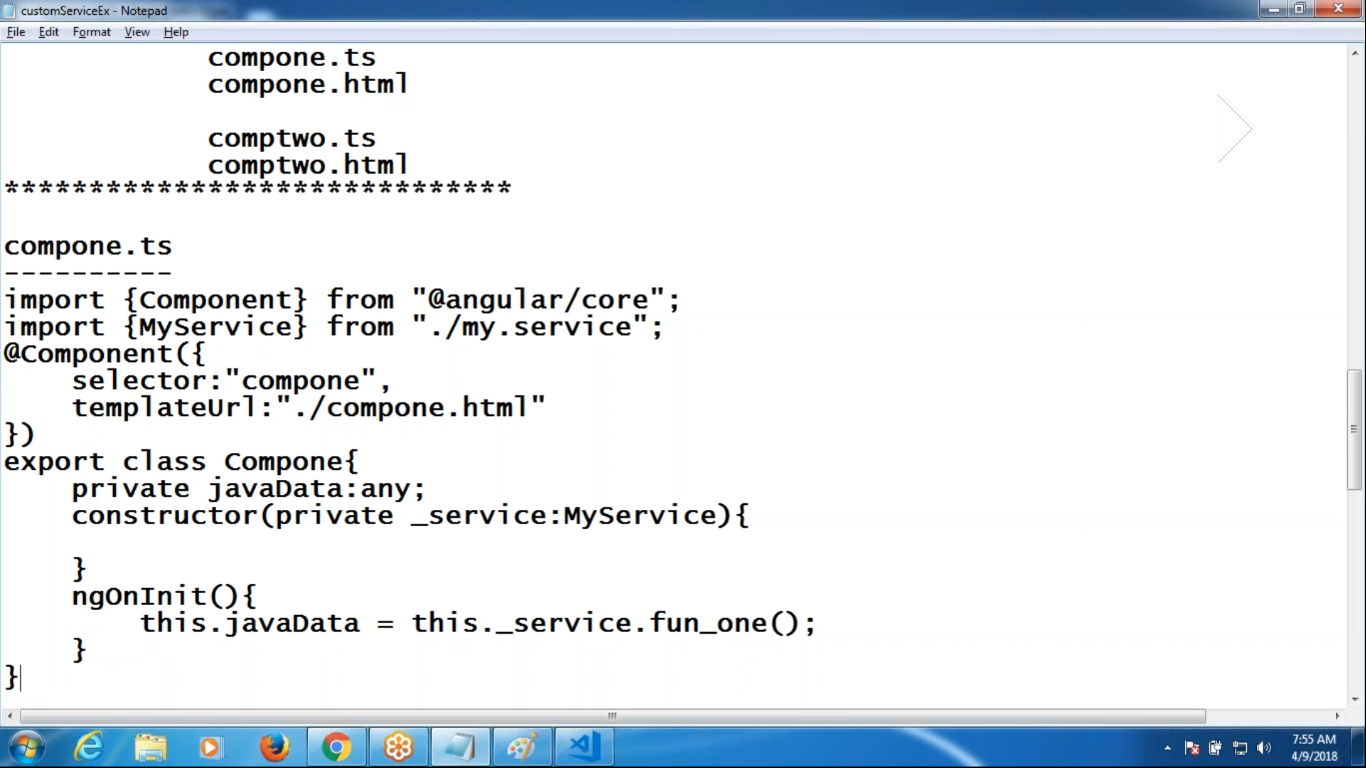 customServiceEx - Notepad
File Edit Format View Help
compone.ts
compone.html
comptwo.ts
comptwo.html
******************************
compone.ts
----------
import {Component} from "@angular/core";
import {MyService} from "./my.service";
@Component({
    selector:"compone",
    templateUrl:"./compone.html"
})
export class Compone{
    private javaData:any;
    constructor(private _service:MyService){
    }
    ngOnInit(){
        this.javaData = this._service.fun_one();
    }
}
7:55 AM
4/9/2018